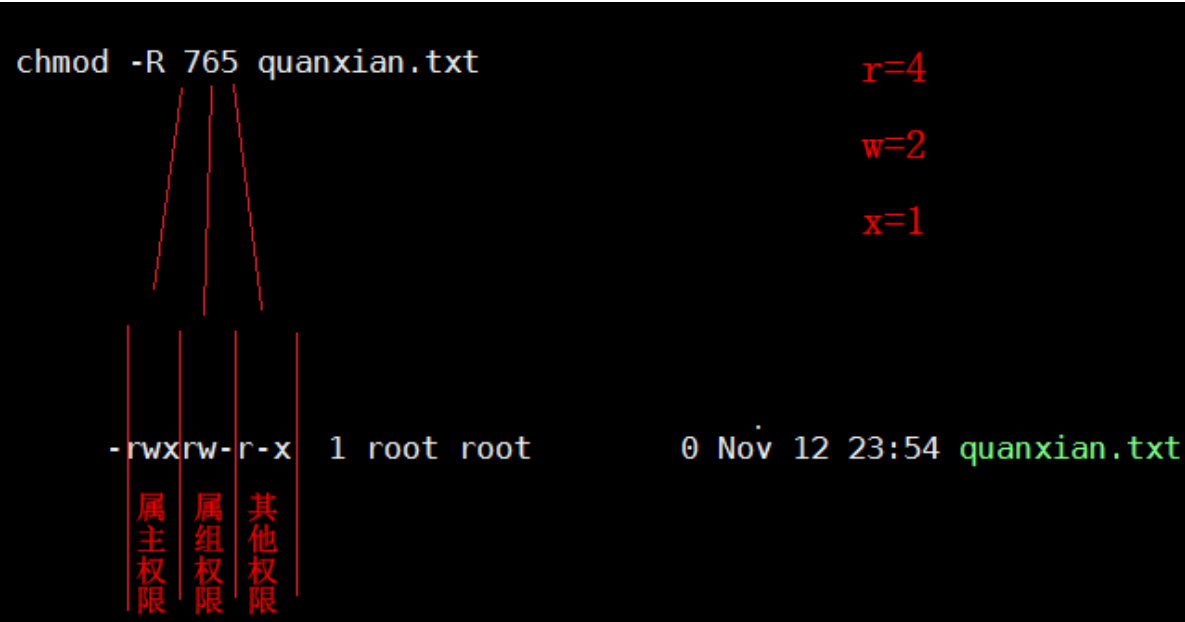 chmod -R 765 quanxian.txt
r=4
w=2
x=1
-rwxrw-r-x 1 root root 0 Nov 12 23:54 quanxian.txt
属主权限
属组权限
其他权限